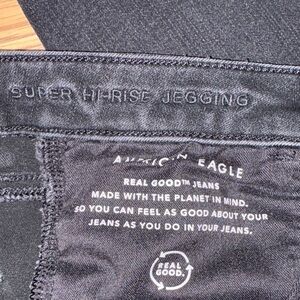 SUPER HI-RISE JEGGING
AMERICAN EAGLE
REAL GOOD™ JEANS
MADE WITH THE PLANET IN MIND.
SO YOU CAN FEEL AS GOOD ABOUT YOUR
JEANS AS YOU DO IN YOUR JEANS.
REAL
GOOD.